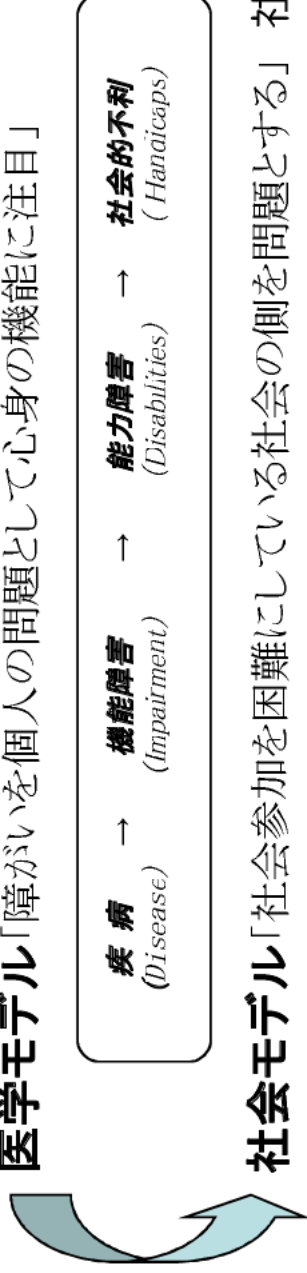 医学モデル「障がいを個人の問題として心身の機能に注目」
疾 病 → 機能障害 → 能力障害 → 社会的不利
(Disease) (Impairment) (Disabilities) ( Handicaps)
社会モデル「社会参加を困難にしている社会の側を問題とする」 社